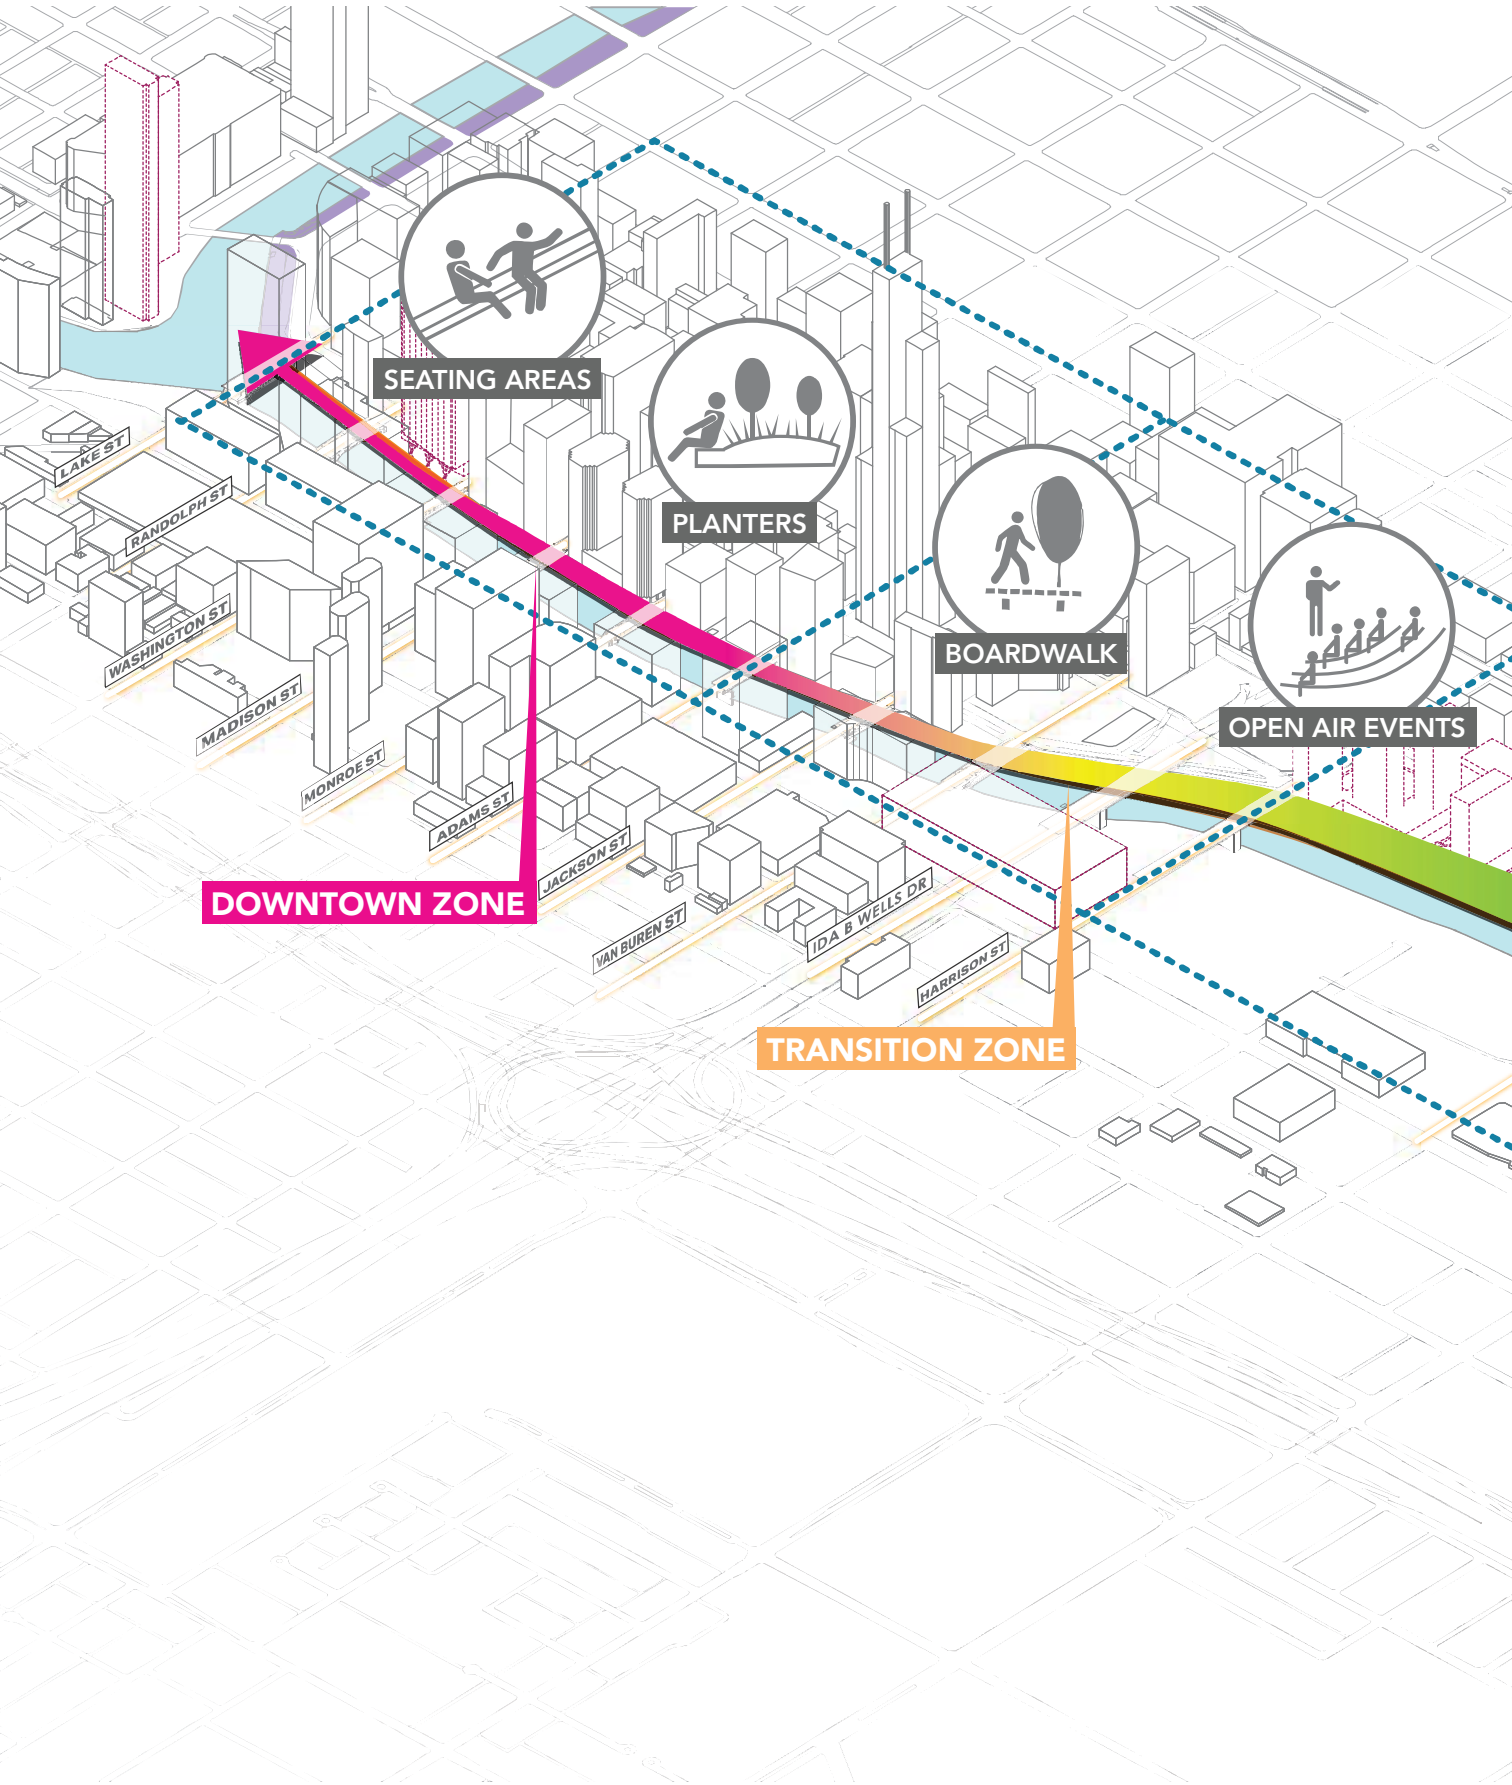 SEATING AREAS
PLANTERS
BOARDWALK
OPEN AIR EVENTS
LAKE ST
RANDOLPH ST
WASHINGTON ST
MADISON ST
MONROE ST
ADAMS ST
JACKSON ST
VAN BUREN ST
IDA B WELLS DR
HARRISON ST
DOWNTOWN ZONE
TRANSITION ZONE